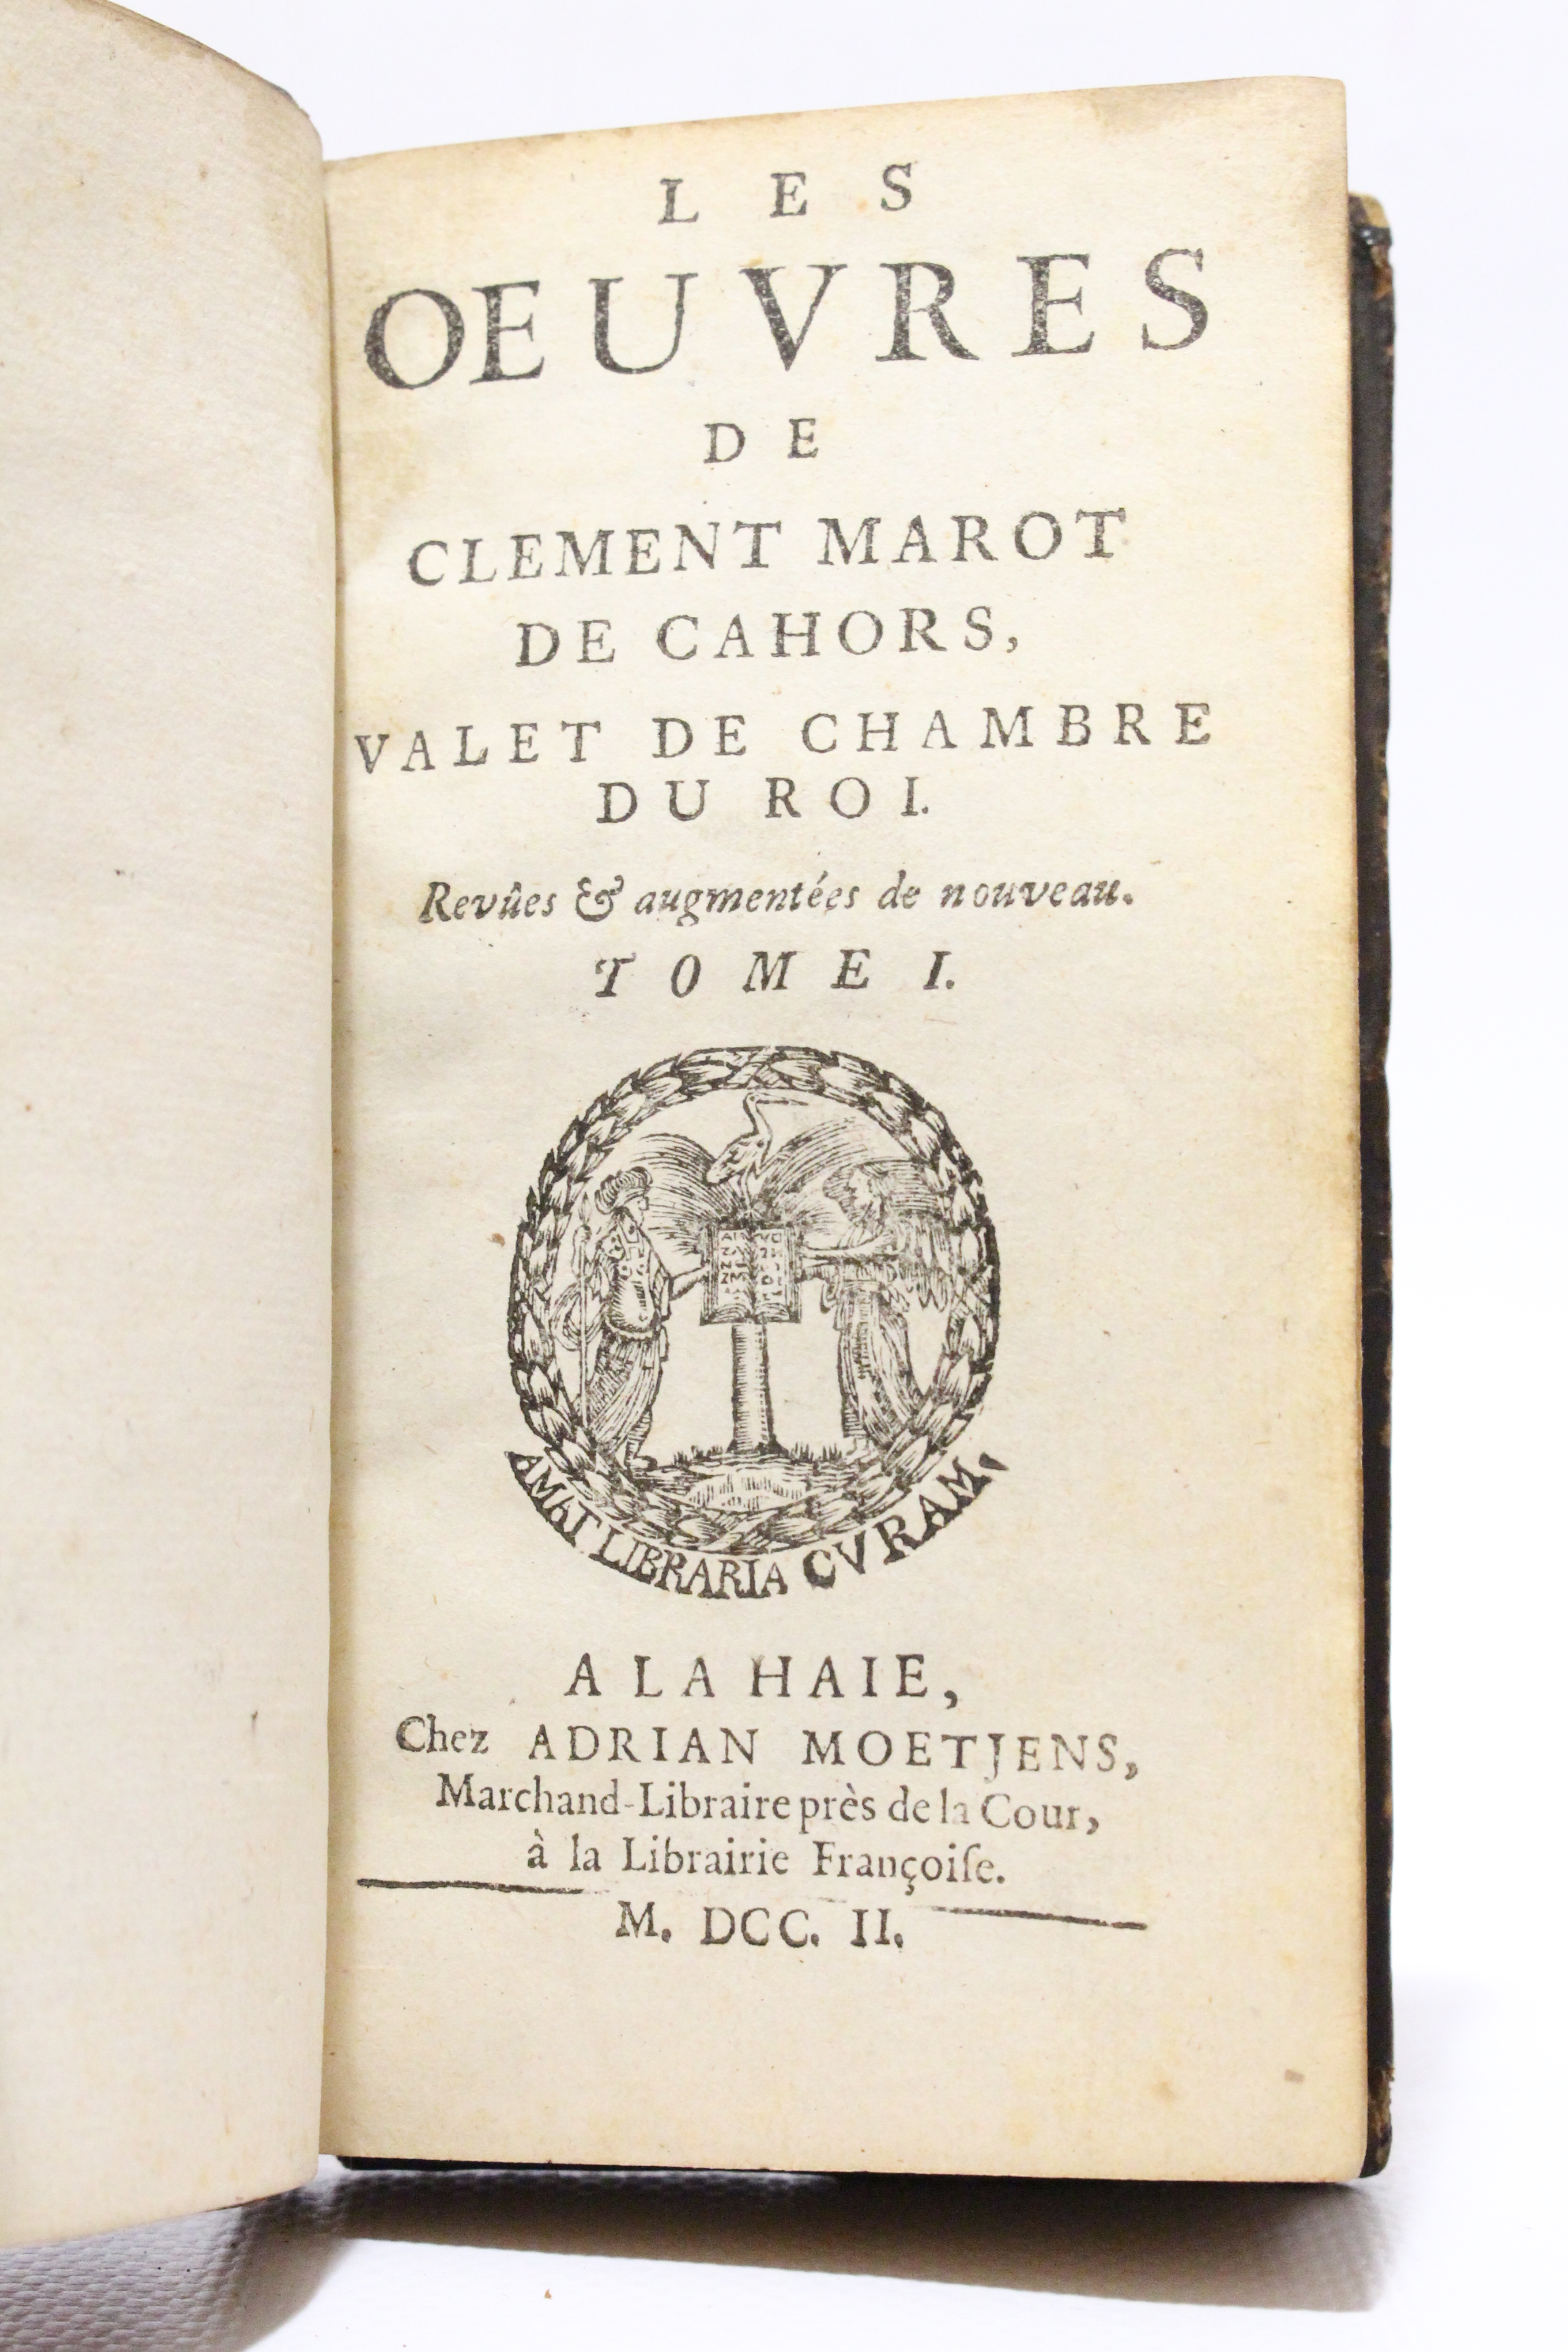 LES
OEUVRES
DE
CLEMENT MAROT
DE CAHORS,
VALET DE CHAMBRE
DU ROI.
Revûes & augmentées de nouveau.
TOME I.
AMAT LIBRARIA CVRAM,
A LA HAIE,
Chez ADRIAN MOETJENS,
Marchand-Libraire près de la Cour,
à la Librairie Françoiſe.
M. DCC. II.